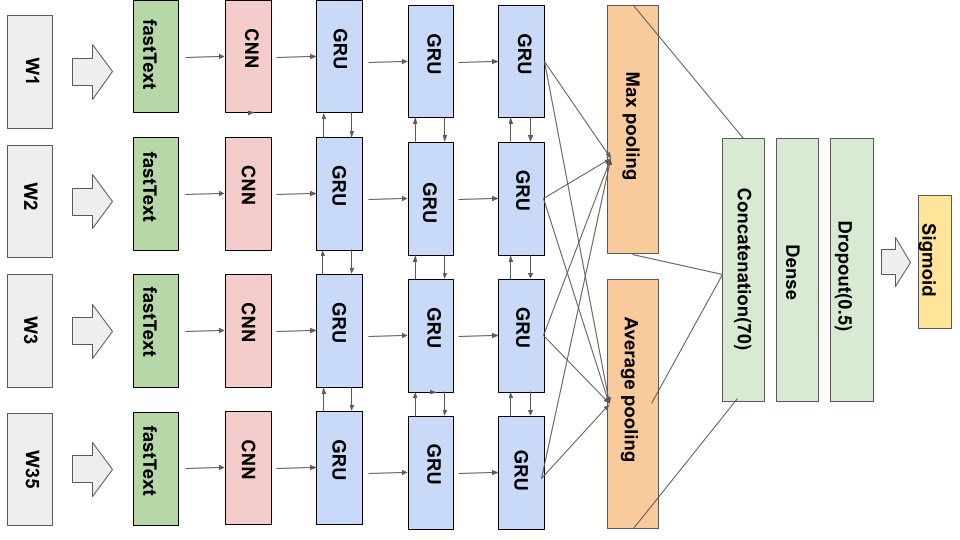 W1
fastText
CNN
GRU
GRU
GRU
W2
fastText
CNN
GRU
GRU
GRU
W3
fastText
CNN
GRU
GRU
GRU
W35
fastText
CNN
GRU
GRU
GRU
Max pooling
Average pooling
Concatenation(70)
Dense
Dropout(0.5)
Sigmoid